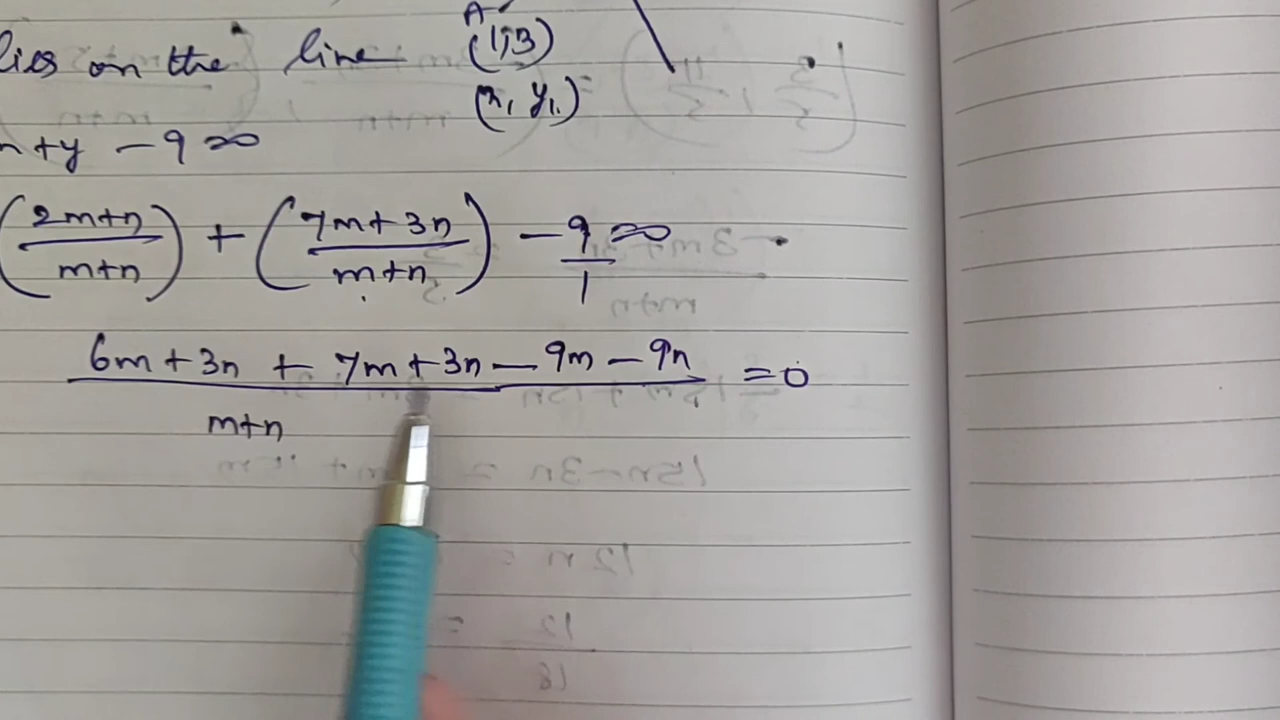 A
lies on the line (1,3)
(x, y1.)
+y - 9 = 0
(2m+n / m+n) + (7m+3n / m+n) - 9/1 = 0
6m + 3n + 7m + 3n - 9m - 9n = 0
m+n